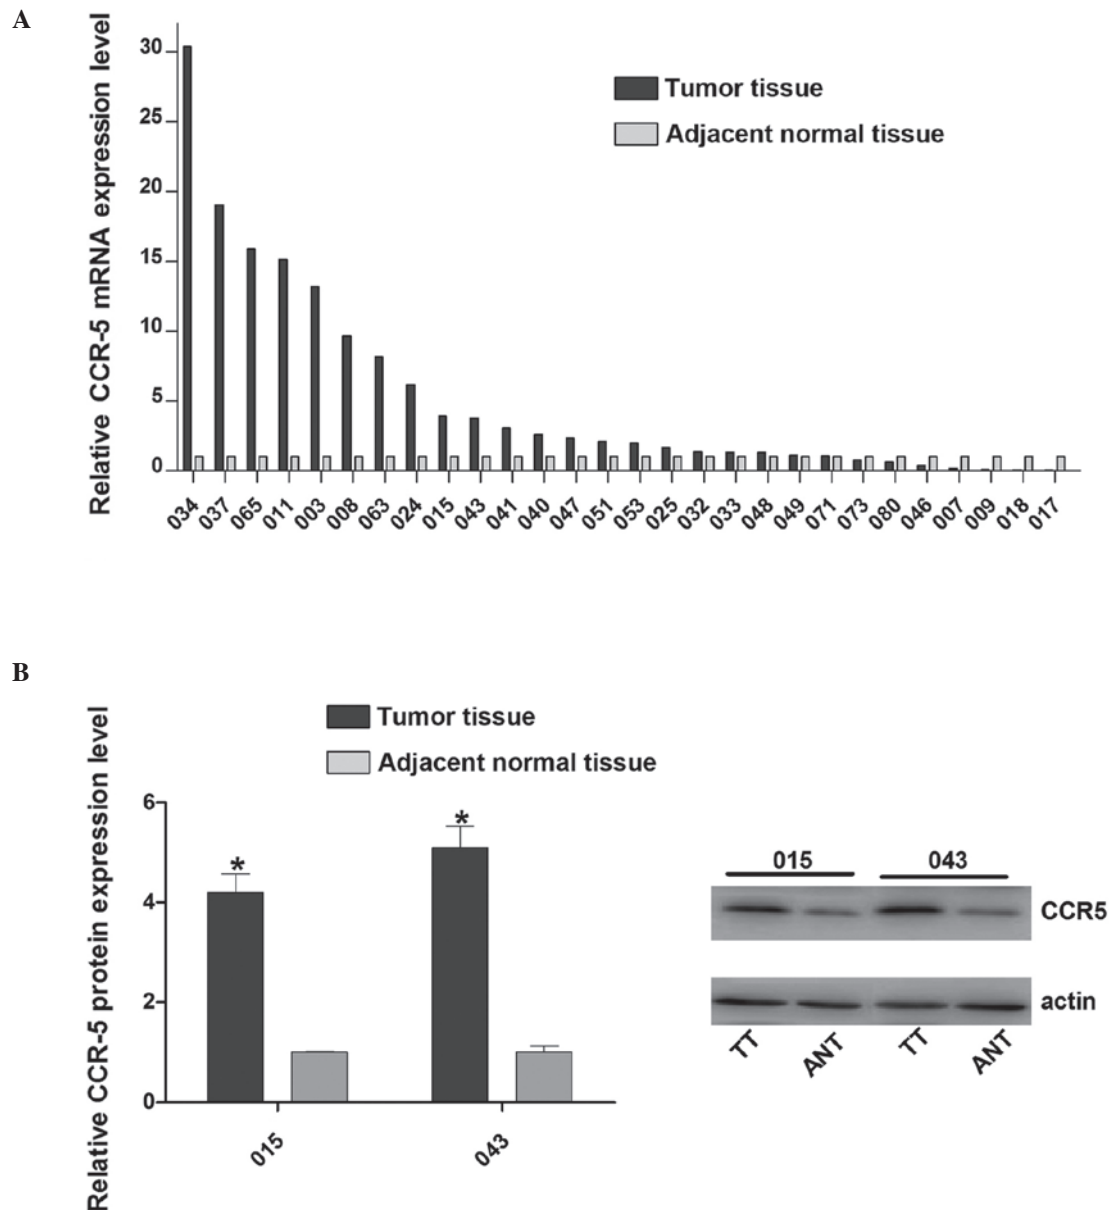 A
Relative CCR-5 mRNA expression level
30
25
20
15
10
5
0
Tumor tissue
Adjacent normal tissue
034 037 065 011 003 008 063 024 015 043 041 040 047 051 053 025 032 033 048 049 071 073 080 046 007 009 018 017
B
Relative CCR-5 protein expression level
Tumor tissue
Adjacent normal tissue
6
4
2
0
* *
015 043
015 043
CCR5
actin
TT ANT TT ANT